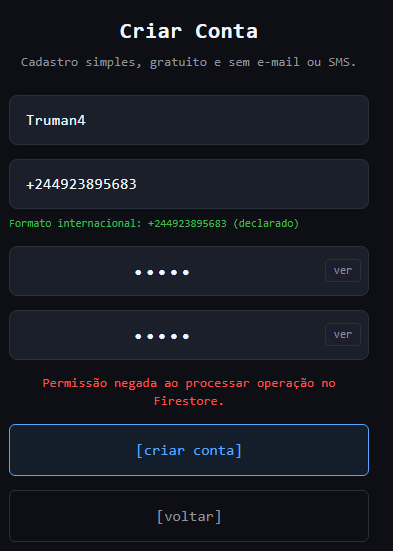 Criar Conta
Cadastro simples, gratuito e sem e-mail ou SMS.
Truman4
+244923895683
Formato internacional: +244923895683 (declarado)
•••••
ver
•••••
ver
Permissão negada ao processar operação no
Firestore.
[criar conta]
[voltar]